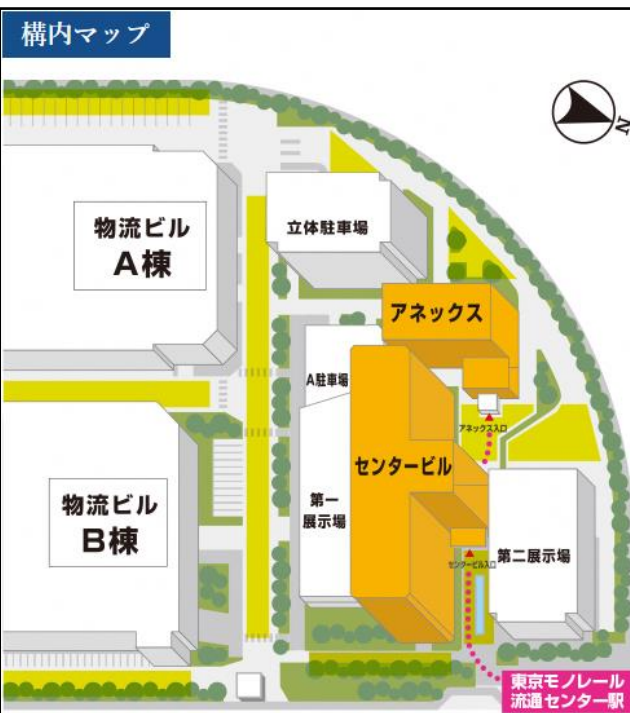 構内マップ
N
立体駐車場
物流ビル
A棟
アネックス
A駐車場
アネックス入口
センタービル
第一
展示場
物流ビル
B棟
第二展示場
センタービル入口
東京モノレール
流通センター駅